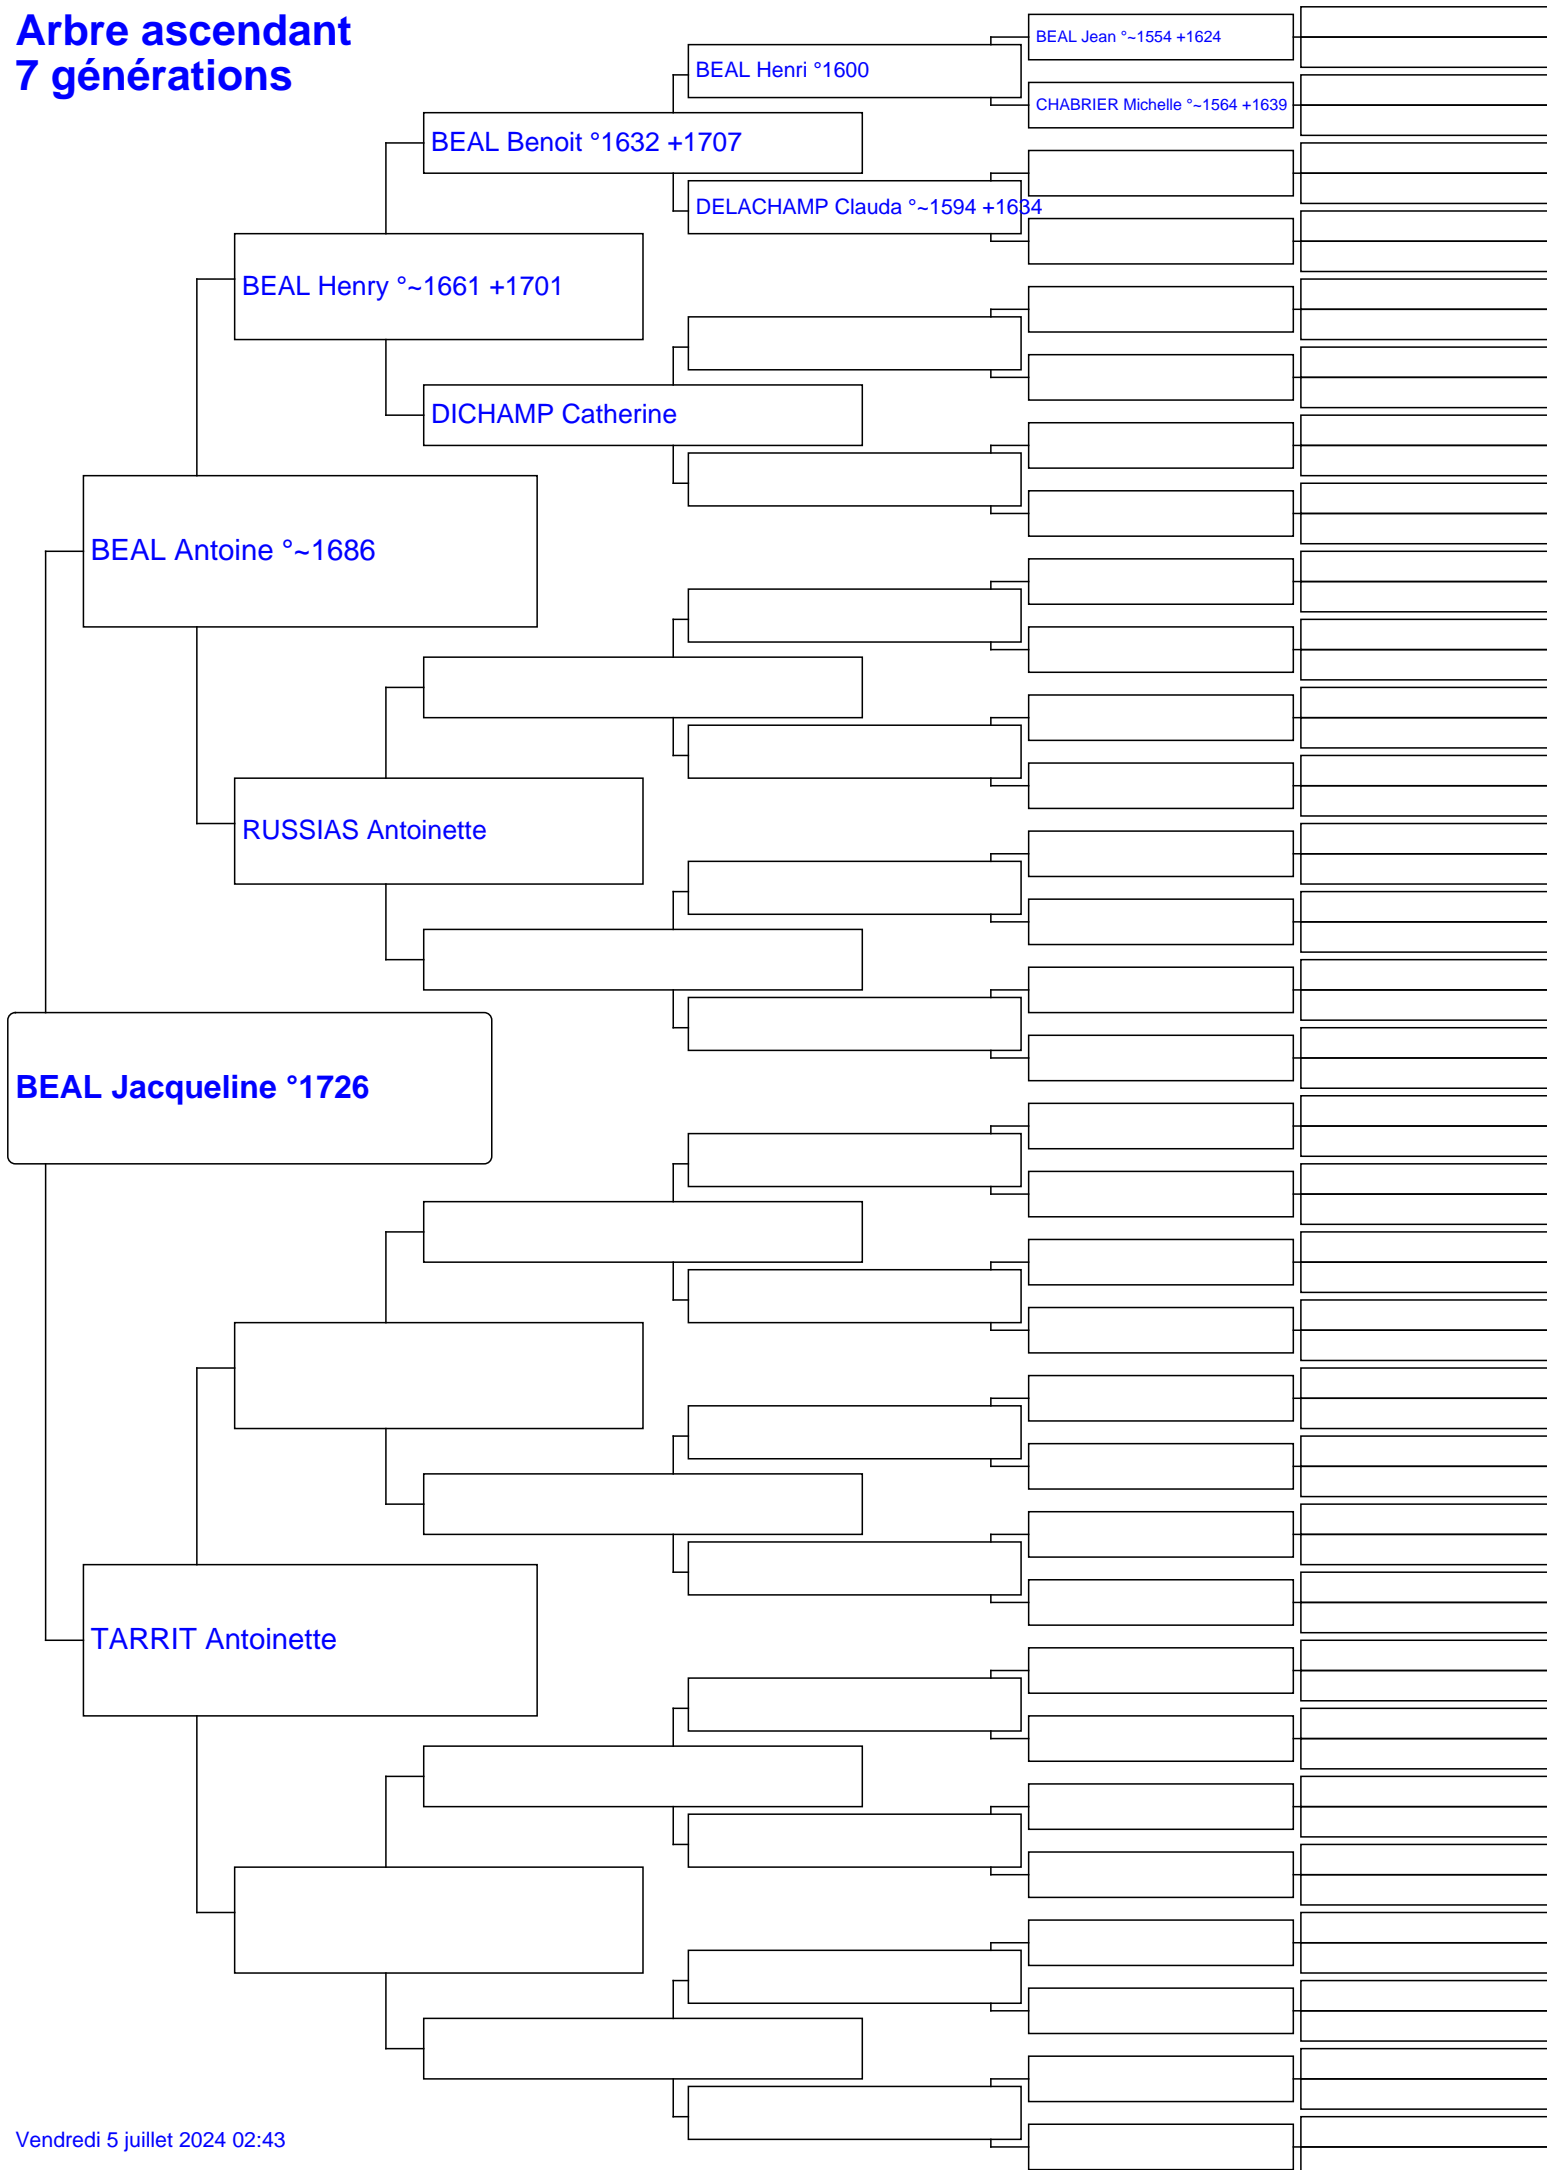 Arbre ascendant
7 générations
BEAL Jean °~1554 +1624
BEAL Henri °1600
CHABRIER Michelle °~1564 +1639
BEAL Benoit °1632 +1707
DELACHAMP Clauda °~1594 +1634
BEAL Henry °~1661 +1701
DICHAMP Catherine
BEAL Antoine °~1686
RUSSIAS Antoinette
BEAL Jacqueline °1726
TARRIT Antoinette
Vendredi 5 juillet 2024 02:43